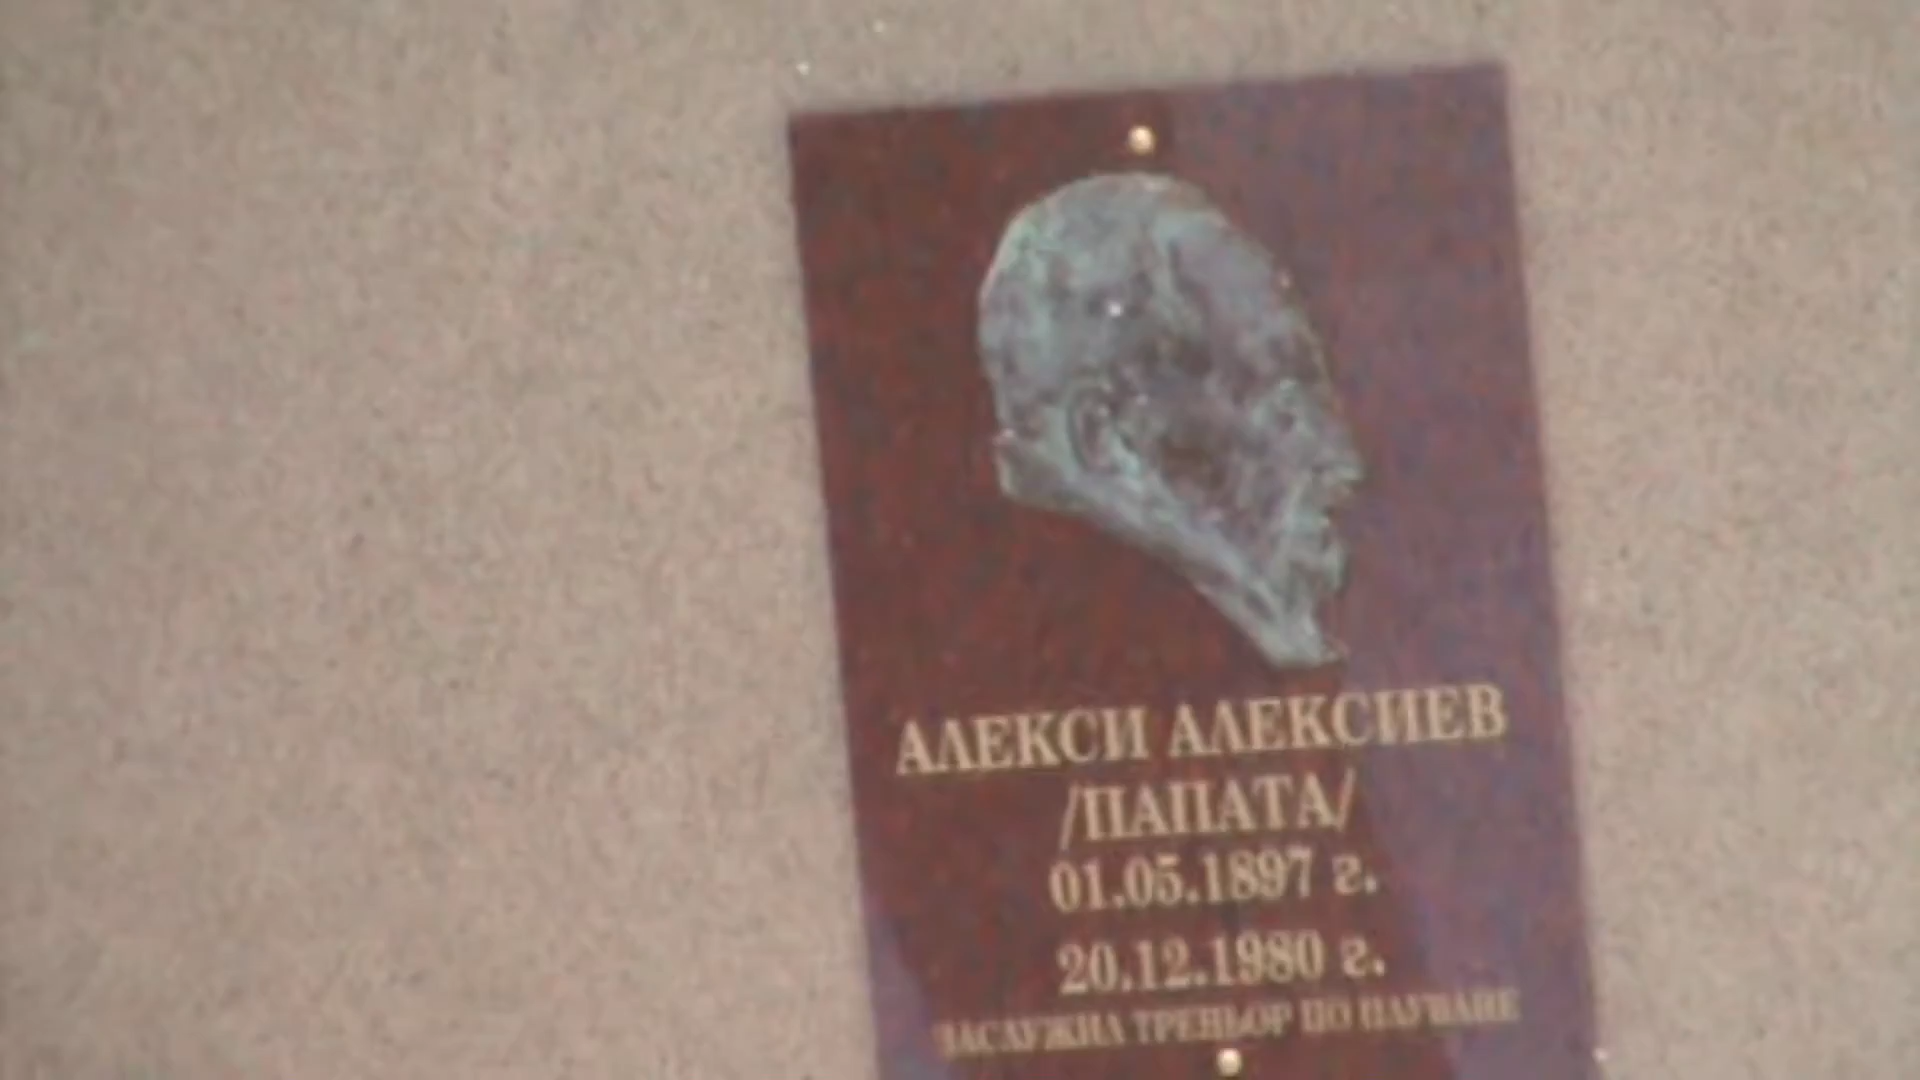 АЛЕКСИ АЛЕКСИЕВ
/ПАПАТА/
01.05.1897 г.
20.12.1980 г.
ЗАСЛУЖИЛ ТРЕНЬОР ПО ПЛУВАНЕ